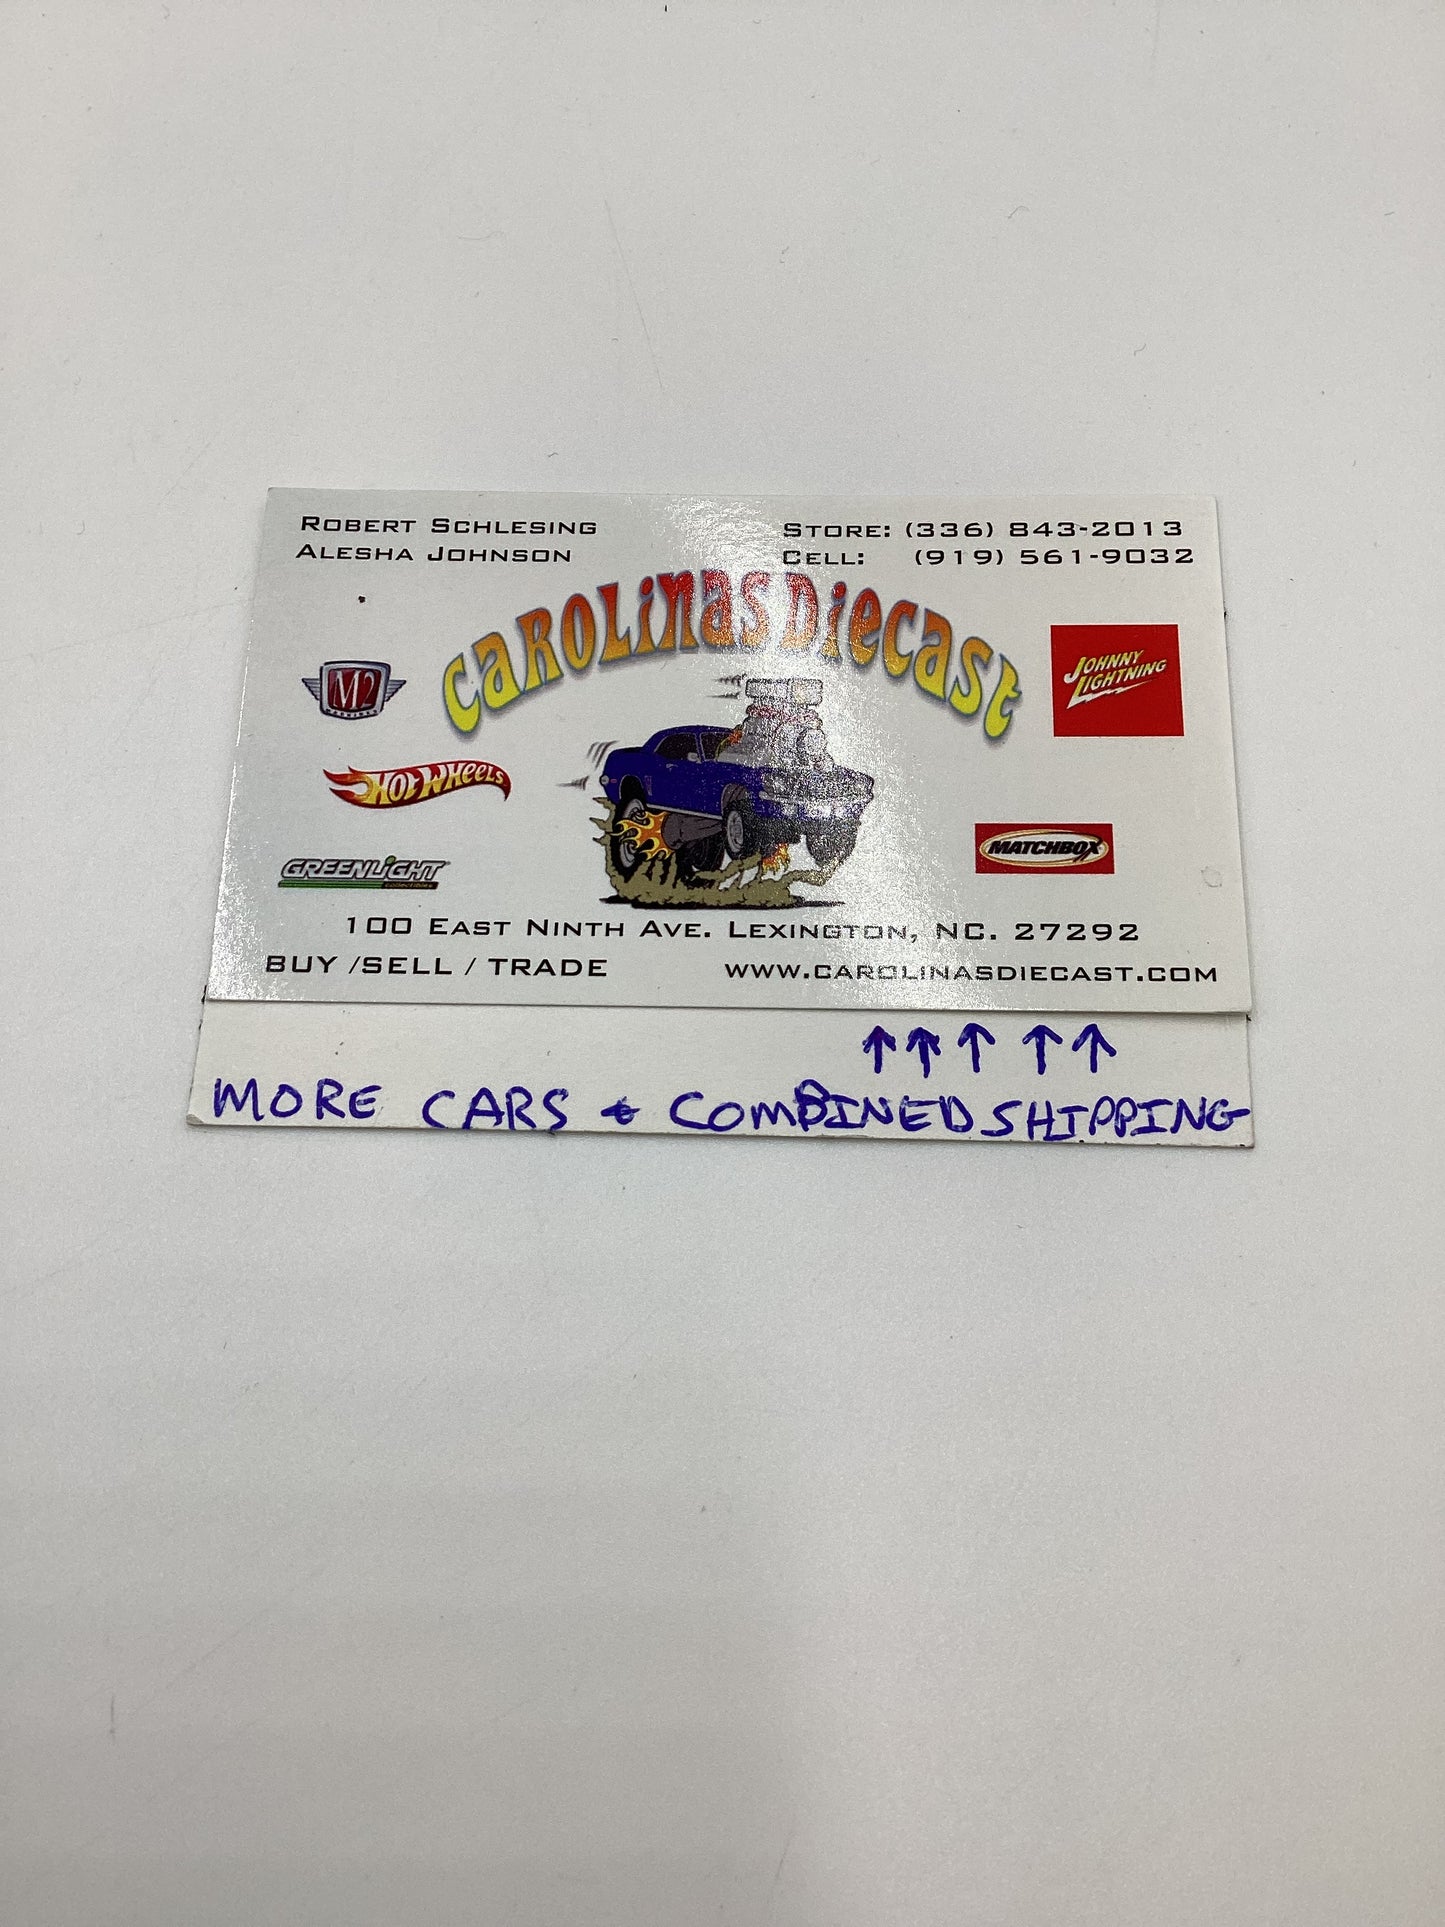 ROBERT SCHLESING
ALESHA JOHNSON
STORE: (336) 843-2013
CELL: (919) 561-9032
CAROLINAS DIECAST
M2
MACHINES
JOHNNY
LIGHTNING
HOT WHEELS
MATCHBOX
GREENLIGHT
collectibles
100 EAST NINTH AVE. LEXINGTON, NC. 27292
BUY /SELL / TRADE
WWW.CAROLINASDIECAST.COM
↑↑↑ ↑↑
MORE CARS + COMBINED SHIPPING